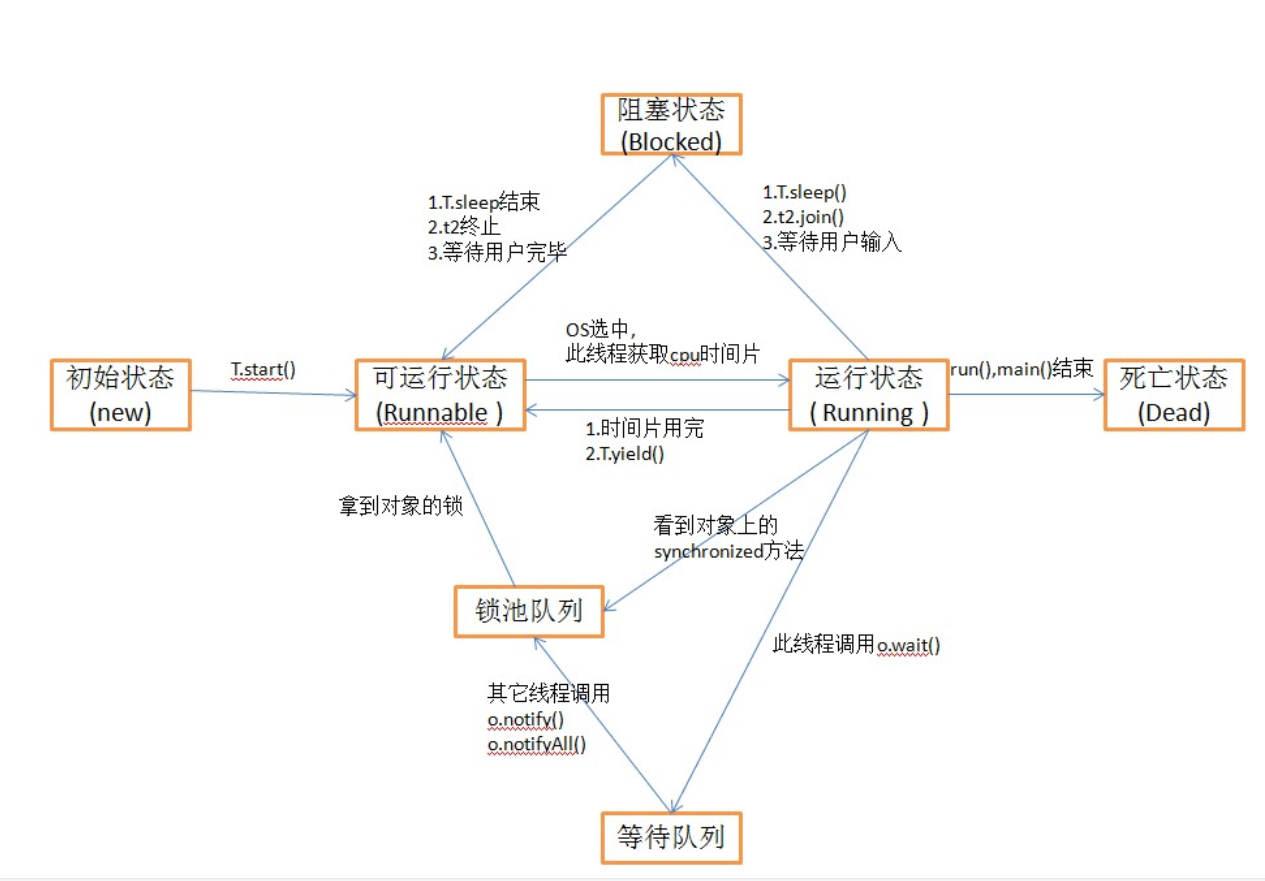 阻塞状态
(Blocked)
1.T.sleep结束
2.t2终止
3.等待用户完毕
1.T.sleep()
2.t2.join()
3.等待用户输入
OS选中,
此线程获取cpu时间片
初始状态
(new)
T.start()
可运行状态
(Runnable )
运行状态
( Running )
run(),main()结束
死亡状态
(Dead)
1.时间片用完
2.T.yield()
拿到对象的锁
看到对象上的
synchronized方法
锁池队列
此线程调用o.wait()
其它线程调用
o.notify()
o.notifyAll()
等待队列